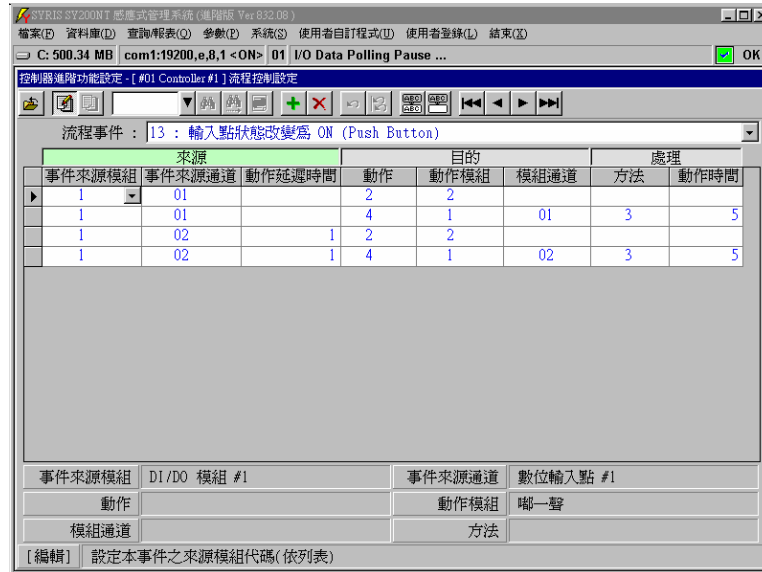 SYRIS SY200NT 感應式管理系統 (進階版 Ver 8.32.08 )
檔案(F) 資料庫(D) 查詢/報表(Q) 參數(P) 系統(S) 使用者自訂程式(U) 使用者登錄(L) 結束(X)
C: 500.34 MB com1:19200,e,8,1 <ON> 01 I/O Data Polling Pause ... OK
控制器進階功能設定 - [ #01 Controller #1 ] 流程控制設定
流程事件 : 13 : 輸入點狀態改變為 ON (Push Button)
來源 目的 處理
事件來源模組 事件來源通道 動作延遲時間 動作 動作模組 模組通道 方法 動作時間
1 01 2 2
1 01 4 1 01 3 5
1 02 1 2 2
1 02 1 4 1 02 3 5
事件來源模組 DI/DO 模組 #1 事件來源通道 數位輸入點 #1
動作 動作模組 嘟一聲
模組通道 方法
[編輯] 設定本事件之來源模組代碼(依列表)